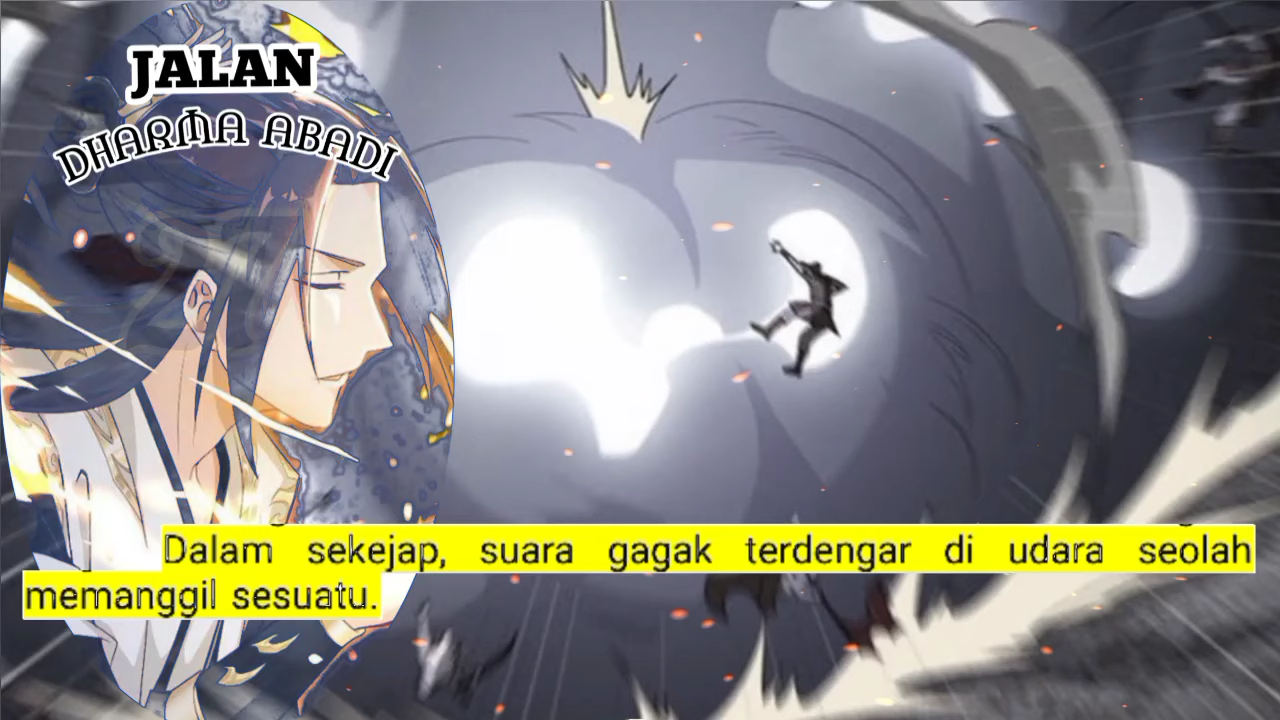 JALAN
DHARMA ABADI
Dalam sekejap, suara gagak terdengar di udara seolah
memanggil sesuatu.